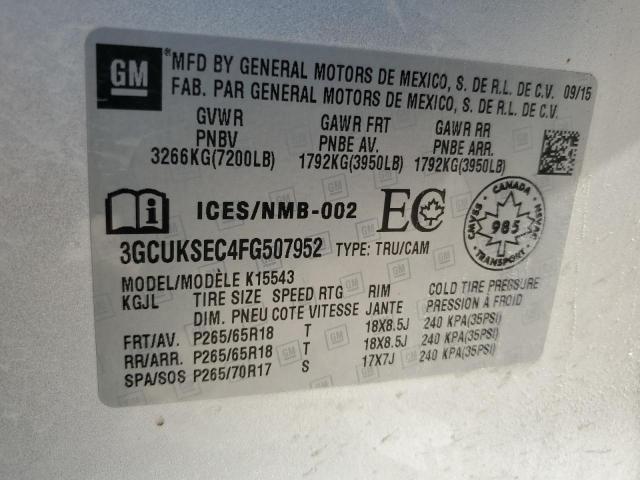 GM
® MFD BY GENERAL MOTORS DE MEXICO, S. DE R.L. DE C.V. 09/15
FAB. PAR GENERAL MOTORS DE MEXICO, S. DE R.L. DE C.V.
GVWR GAWR FRT GAWR RR
PNBV PNBE AV. PNBE ARR.
3266KG(7200LB) 1792KG(3950LB) 1792KG(3950LB)
i ICES/NMB-002 EC
CANADA
CMVSS 985 NSVAC
TRANSPORT
3GCUKSEC4FG507952 TYPE: TRU/CAM
MODEL/MODÈLE K15543
KGJL TIRE SIZE SPEED RTG RIM COLD TIRE PRESSURE
DIM. PNEU COTE VITESSE JANTE PRESSION À FROID
FRT/AV. P265/65R18 T 18X8.5J 240 KPA(35PSI)
RR/ARR. P265/65R18 T 18X8.5J 240 KPA(35PSI)
SPA/SOS P265/70R17 S 17X7J 240 KPA(35PSI)